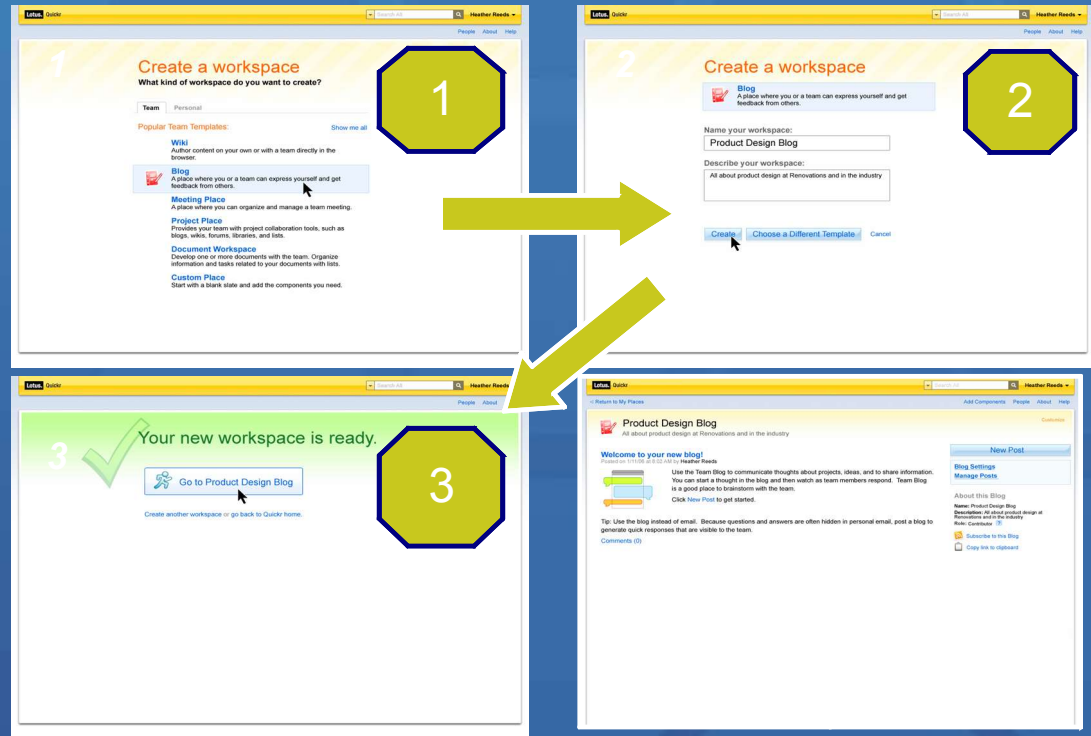 Lotus. Quickr
Search All
Heather Reeds
People About Help
1
Create a workspace
What kind of workspace do you want to create?
Team Personal
Popular Team Templates:
Show me all
Wiki
Author content on your own or with a team directly in the
browser.
Blog
A place where you or a team can express yourself and get
feedback from others.
Meeting Place
A place where you can organize and manage a team meeting.
Project Place
Provides your team with project collaboration tools, such as
blogs, wikis, forums, libraries, and lists.
Document Workspace
Develop one or more documents with the team. Organize
information and tasks related to your documents with lists.
Custom Place
Start with a blank slate and add the components you need.
1
Lotus. Quickr
Search All
Heather Reeds
People About Help
2
Create a workspace
Blog
A place where you or a team can express yourself and get
feedback from others.
Name your workspace:
Product Design Blog
Describe your workspace:
All about product design at Renovations and in the industry
Create Choose a Different Template Cancel
2
Lotus. Quickr
Search All
Heather Reeds
People About
3
Your new workspace is ready.
Go to Product Design Blog
Create another workspace or go back to Quickr home.
3
Lotus. Quickr
Search All
Heather Reeds
< Return to My Places
Add Components People About Help
Product Design Blog
All about product design at Renovations and in the industry
Customize
Welcome to your new blog!
Posted on 1/11/08 at 6:02 AM by Heather Reeds
Use the Team Blog to communicate thoughts about projects, ideas, and to share information.
You can start a thought in the blog and then watch as team members respond. Team Blog
is a good place to brainstorm with the team.
Click New Post to get started.
Tip: Use the blog instead of email. Because questions and answers are often hidden in personal email, post a blog to
generate quick responses that are visible to the team.
Comments (0)
New Post
Blog Settings
Manage Posts
About this Blog
Name: Product Design Blog
Description: All about product design at
Renovations and in the industry
Role: Contributor ?
Subscribe to this Blog
Copy link to clipboard